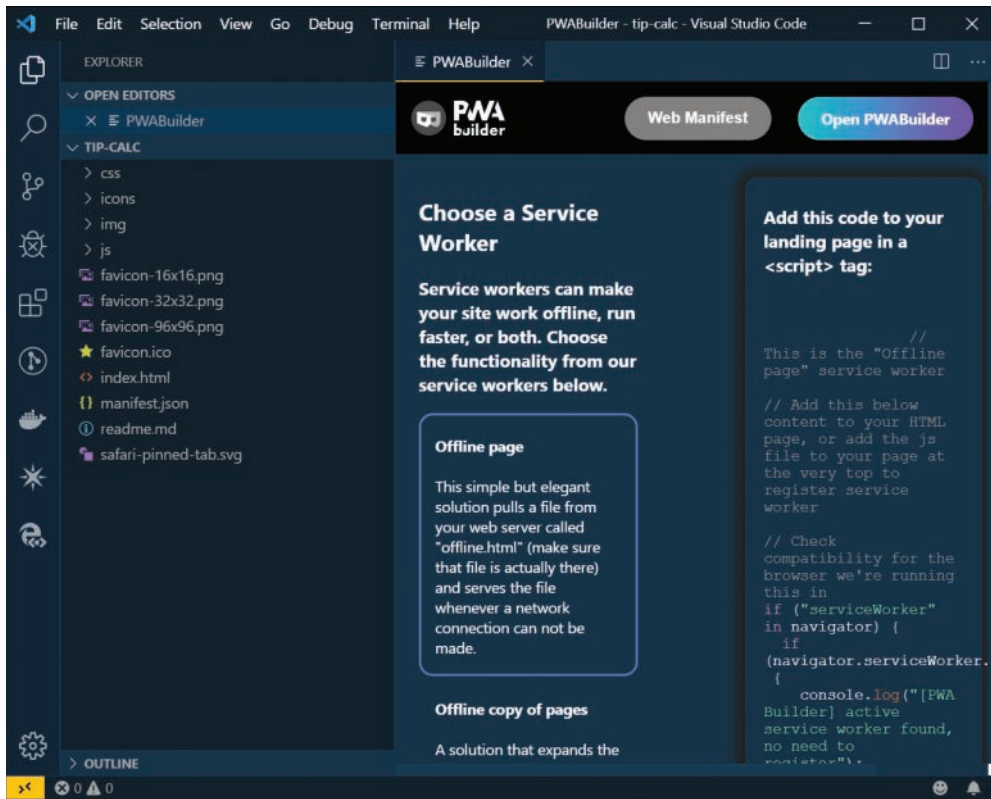 File Edit Selection View Go Debug Terminal Help PWABuilder - tip-calc - Visual Studio Code
EXPLORER
OPEN EDITORS
PWABuilder
TIP-CALC
css
icons
img
js
favicon-16x16.png
favicon-32x32.png
favicon-96x96.png
favicon.ico
index.html
manifest.json
readme.md
safari-pinned-tab.svg
OUTLINE
PWABuilder
PWA
builder
Web Manifest
Open PWABuilder
Choose a Service
Worker
Service workers can make
your site work offline, run
faster, or both. Choose
the functionality from our
service workers below.
Offline page
This simple but elegant
solution pulls a file from
your web server called
"offline.html" (make sure
that file is actually there)
and serves the file
whenever a network
connection can not be
made.
Offline copy of pages
A solution that expands the
Add this code to your
landing page in a
<script> tag:
//
This is the "Offline
page" service worker
// Add this below
content to your HTML
page, or add the js
file to your page at
the very top to
register service
worker
// Check
compatibility for the
browser we're running
this in
if ("serviceWorker"
in navigator) {
if
(navigator.serviceWorker.
{
console.log("[PWA
Builder] active
service worker found,
no need to
register");
0 0